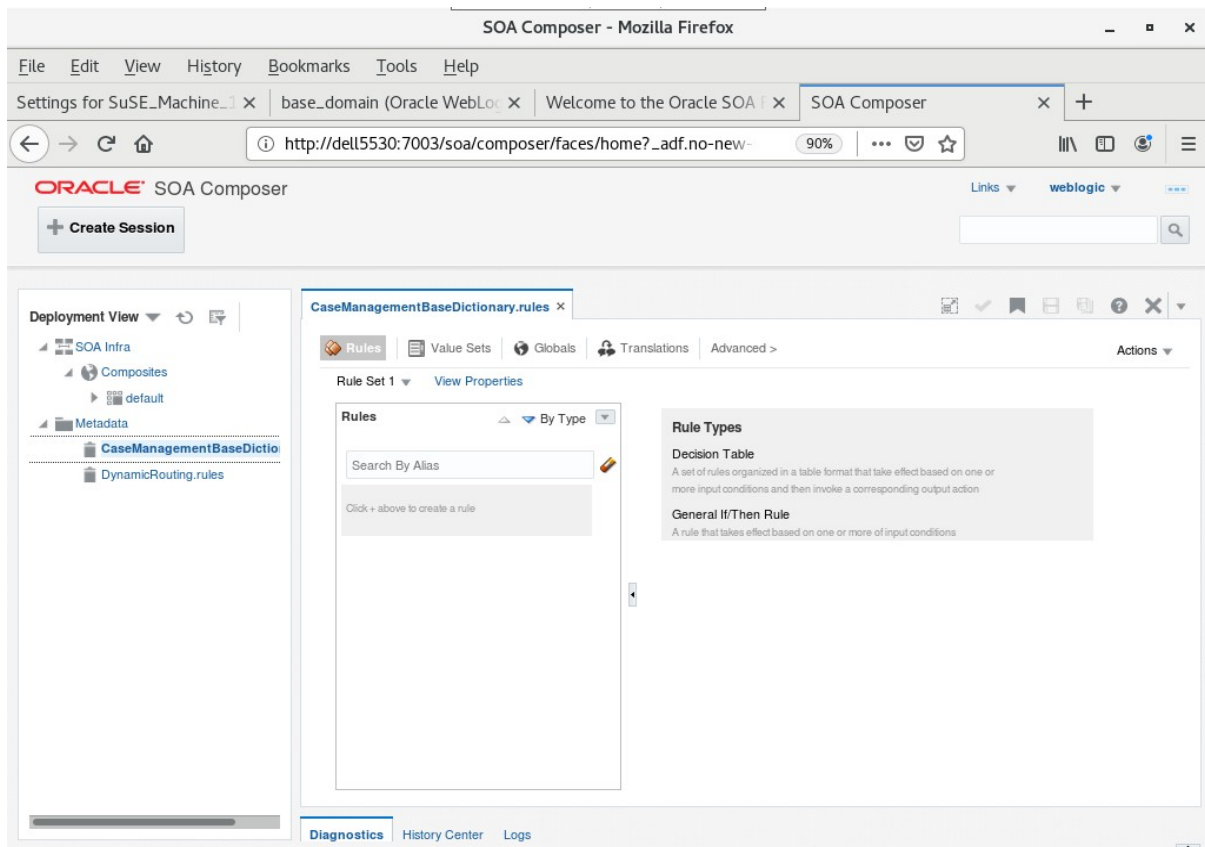 SOA Composer - Mozilla Firefox
File Edit View History Bookmarks Tools Help
Settings for SuSE_Machine_1 base_domain (Oracle WebLog Welcome to the Oracle SOA F SOA Composer
http://dell5530:7003/soa/composer/faces/home?_adf.no-new- 90%
ORACLE SOA Composer Links weblogic
Create Session
Deployment View
SOA Infra
Composites
default
Metadata
CaseManagementBaseDictio
DynamicRouting.rules
CaseManagementBaseDictionary.rules
Rules Value Sets Globals Translations Advanced > Actions
Rule Set 1 View Properties
Rules By Type
Search By Alias
Click + above to create a rule
Rule Types
Decision Table
A set of rules organized in a table format that take effect based on one or
more input conditions and then invoke a corresponding output action
General If/Then Rule
A rule that takes effect based on one or more of input conditions
Diagnostics History Center Logs